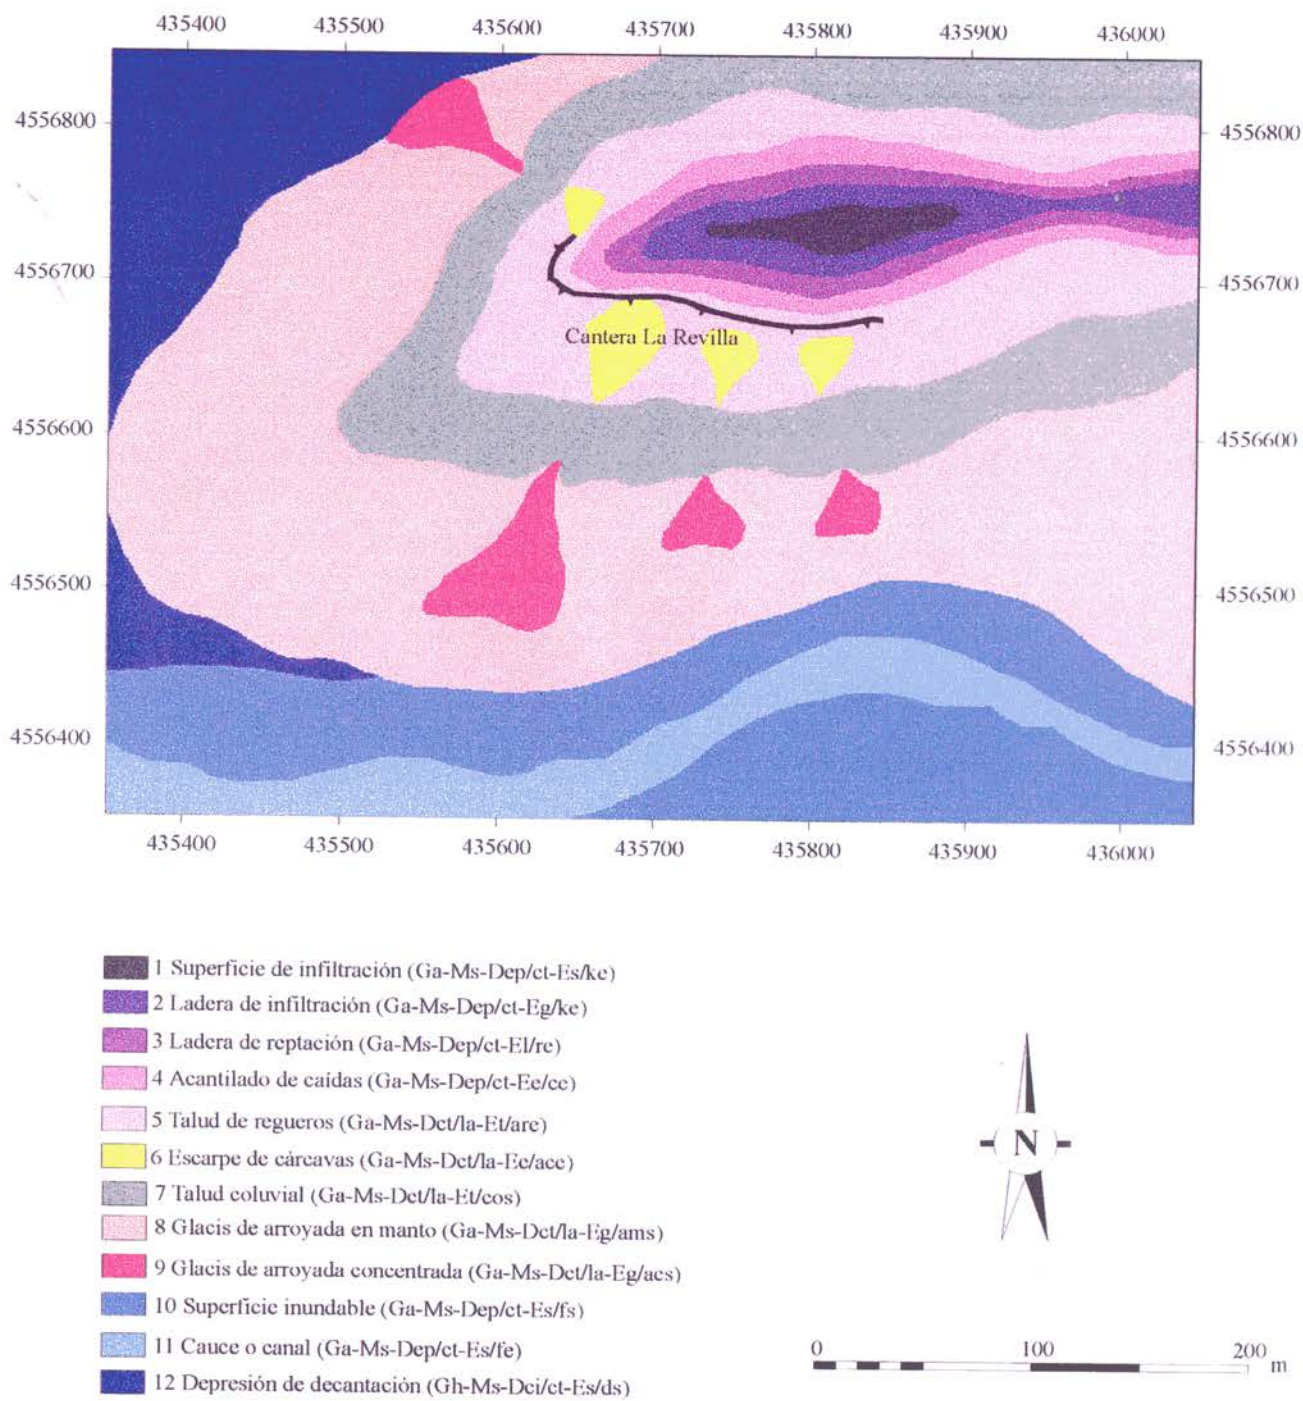 435400 435500 435600 435700 435800 435900 436000
4556800 4556800
4556700 4556700
Cantera La Revilla
4556600 4556600
4556500 4556500
4556400 4556400
435400 435500 435600 435700 435800 435900 436000
1 Superficie de infiltración (Ga-Ms-Dep/ct-Es/ke)
2 Ladera de infiltración (Ga-Ms-Dep/ct-Eg/ke)
3 Ladera de reptación (Ga-Ms-Dep/ct-El/re)
4 Acantilado de caídas (Ga-Ms-Dep/ct-Ee/ce)
5 Talud de regueros (Ga-Ms-Dct/la-Et/are)
6 Escarpe de cárcavas (Ga-Ms-Dct/la-Ee/ace)
7 Talud coluvial (Ga-Ms-Dct/la-Et/cos)
8 Glacis de arroyada en manto (Ga-Ms-Dct/la-Eg/ams)
9 Glacis de arroyada concentrada (Ga-Ms-Dct/la-Eg/acs)
10 Superficie inundable (Ga-Ms-Dep/ct-Es/fs)
11 Cauce o canal (Ga-Ms-Dep/ct-Es/fe)
12 Depresión de decantación (Gh-Ms-Dci/ct-Es/ds)
N
0 100 200
m